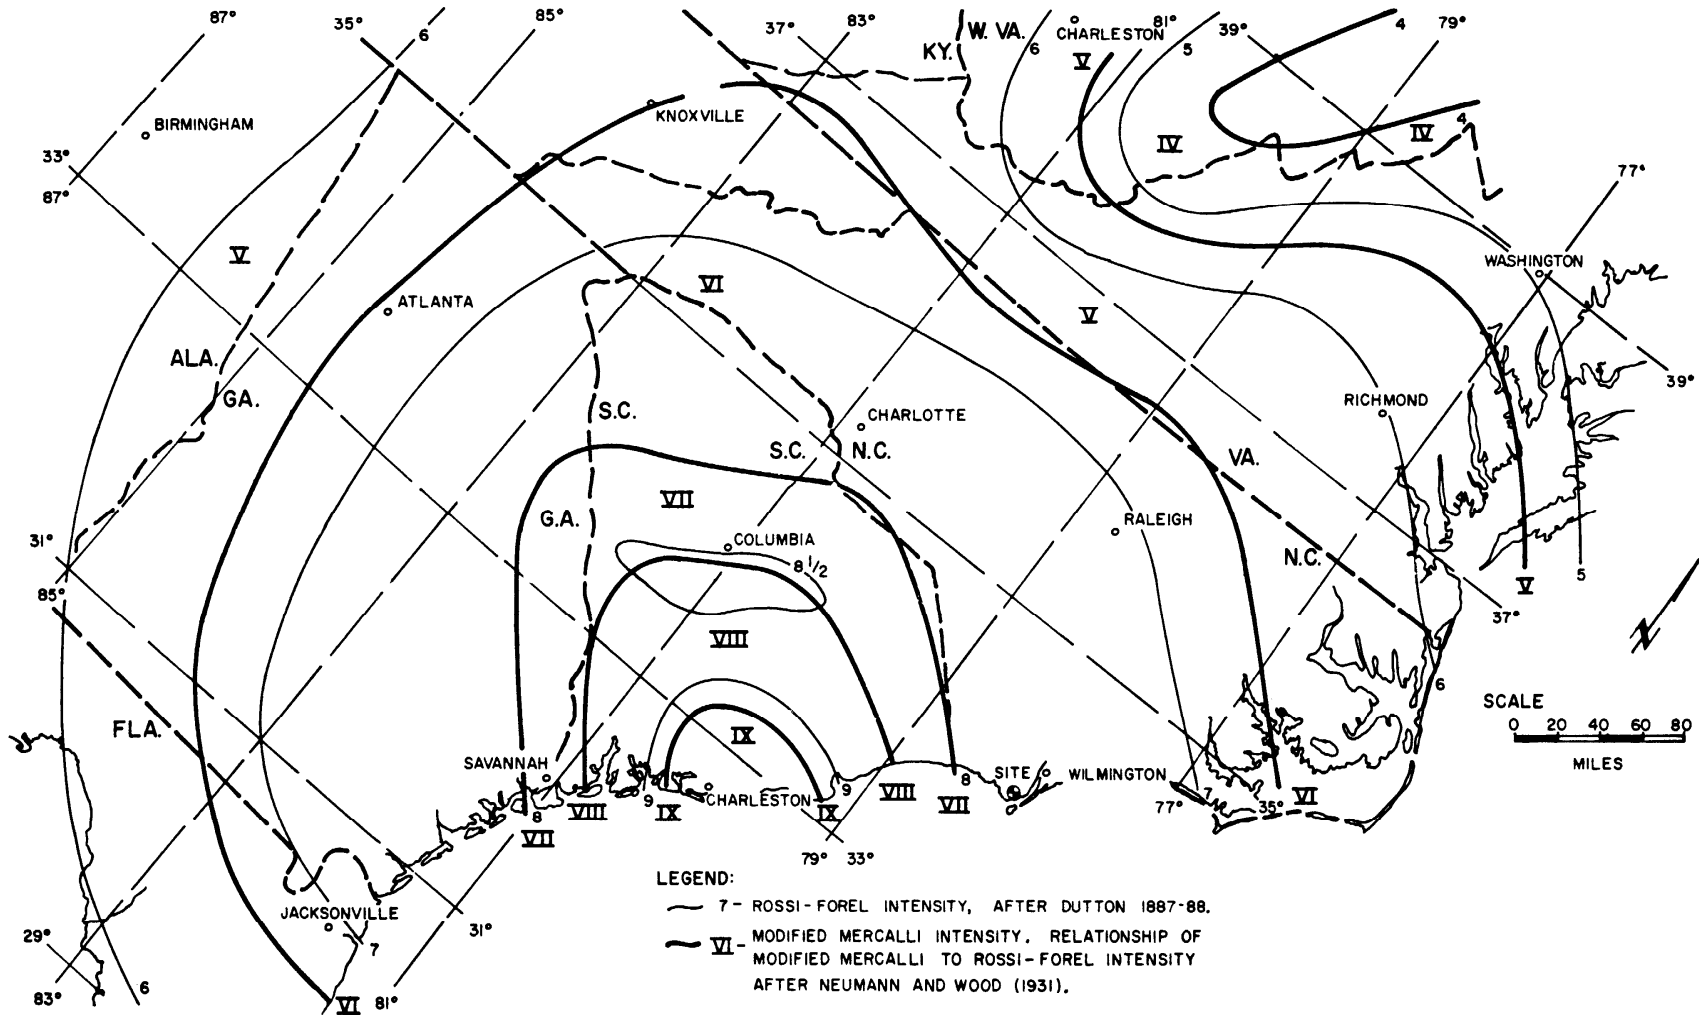 87°
35°
6
85°
37°
83°
KY.
W. VA.
6
CHARLESTON
V
81°
5
39°
4
79°
BIRMINGHAM
KNOXVILLE
IV
4
IV
33°
87°
77°
V
ATLANTA
VI
V
WASHINGTON
ALA.
GA.
S.C.
CHARLOTTE
S.C.
N.C.
RICHMOND
39°
VA.
VII
G.A.
COLUMBIA
8 1/2
RALEIGH
N.C.
31°
85°
V
5
37°
N
VIII
FLA.
IX
6
SCALE
0 20 40 60 80
MILES
SAVANNAH
SITE
WILMINGTON
8
VII
VIII
9
IX
CHARLESTON
IX
9
VIII
8
VII
77°
7
35°
VI
79° 33°
JACKSONVILLE
7
31°
29°
83°
6
VI
81°
LEGEND:
7 - ROSSI-FOREL INTENSITY, AFTER DUTTON 1887-88.
VI - MODIFIED MERCALLI INTENSITY. RELATIONSHIP OF
MODIFIED MERCALLI TO ROSSI-FOREL INTENSITY
AFTER NEUMANN AND WOOD (1931).